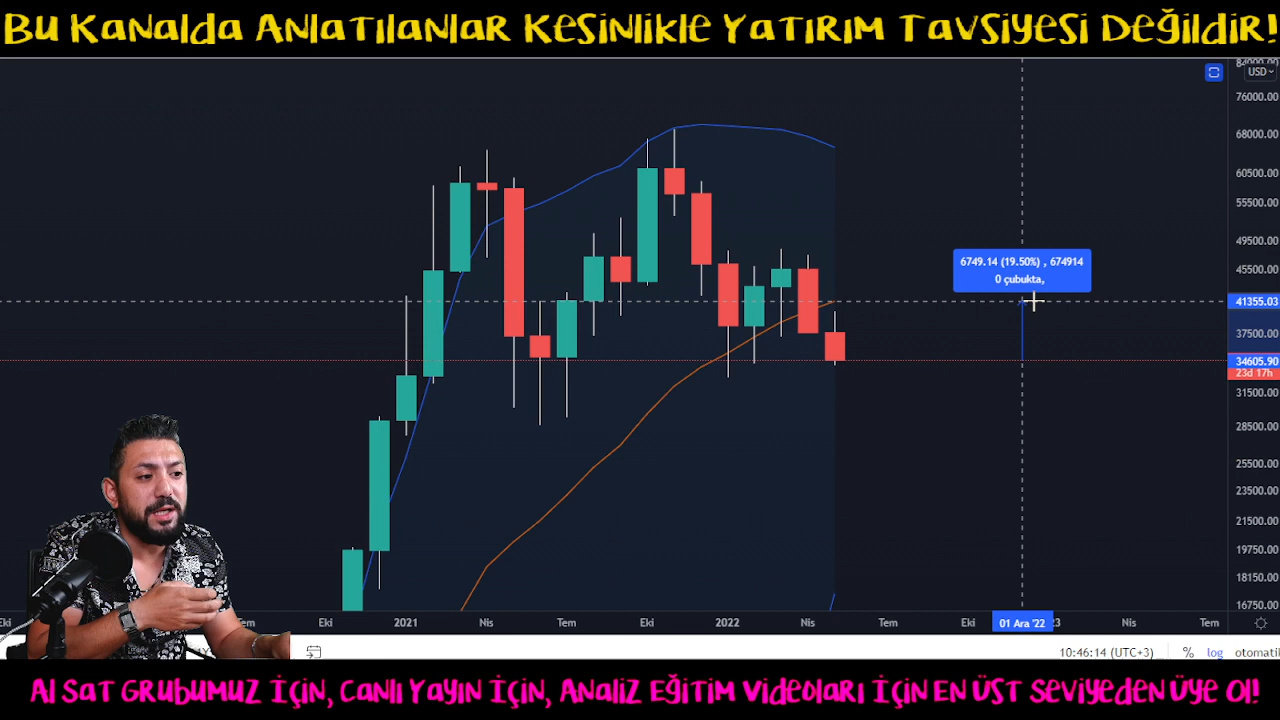 Bu Kanalda Anlatılanlar Kesinlikle Yatırım Tavsiyesi Değildir!
USD
76000.00
68000.00
60500.00
55500.00
49500.00
6749.14 (19.50%) , 674914
0 çubukta,
45500.00
41355.03
37500.00
34605.90
23d 17h
31500.00
28500.00
25500.00
23500.00
21500.00
19750.00
18150.00
16750.00
Eki
Tem
Eki
2021
Nis
Tem
Eki
2022
Nis
Tem
Eki
01 Ara '22
Nis
Tem
10:46:14 (UTC+3)
%
log
otomatik
Al Sat Grubumuz İçin, Canlı Yayın İçin, Analiz Eğitim Videoları İçin En Üst Seviyeden Üye Ol!